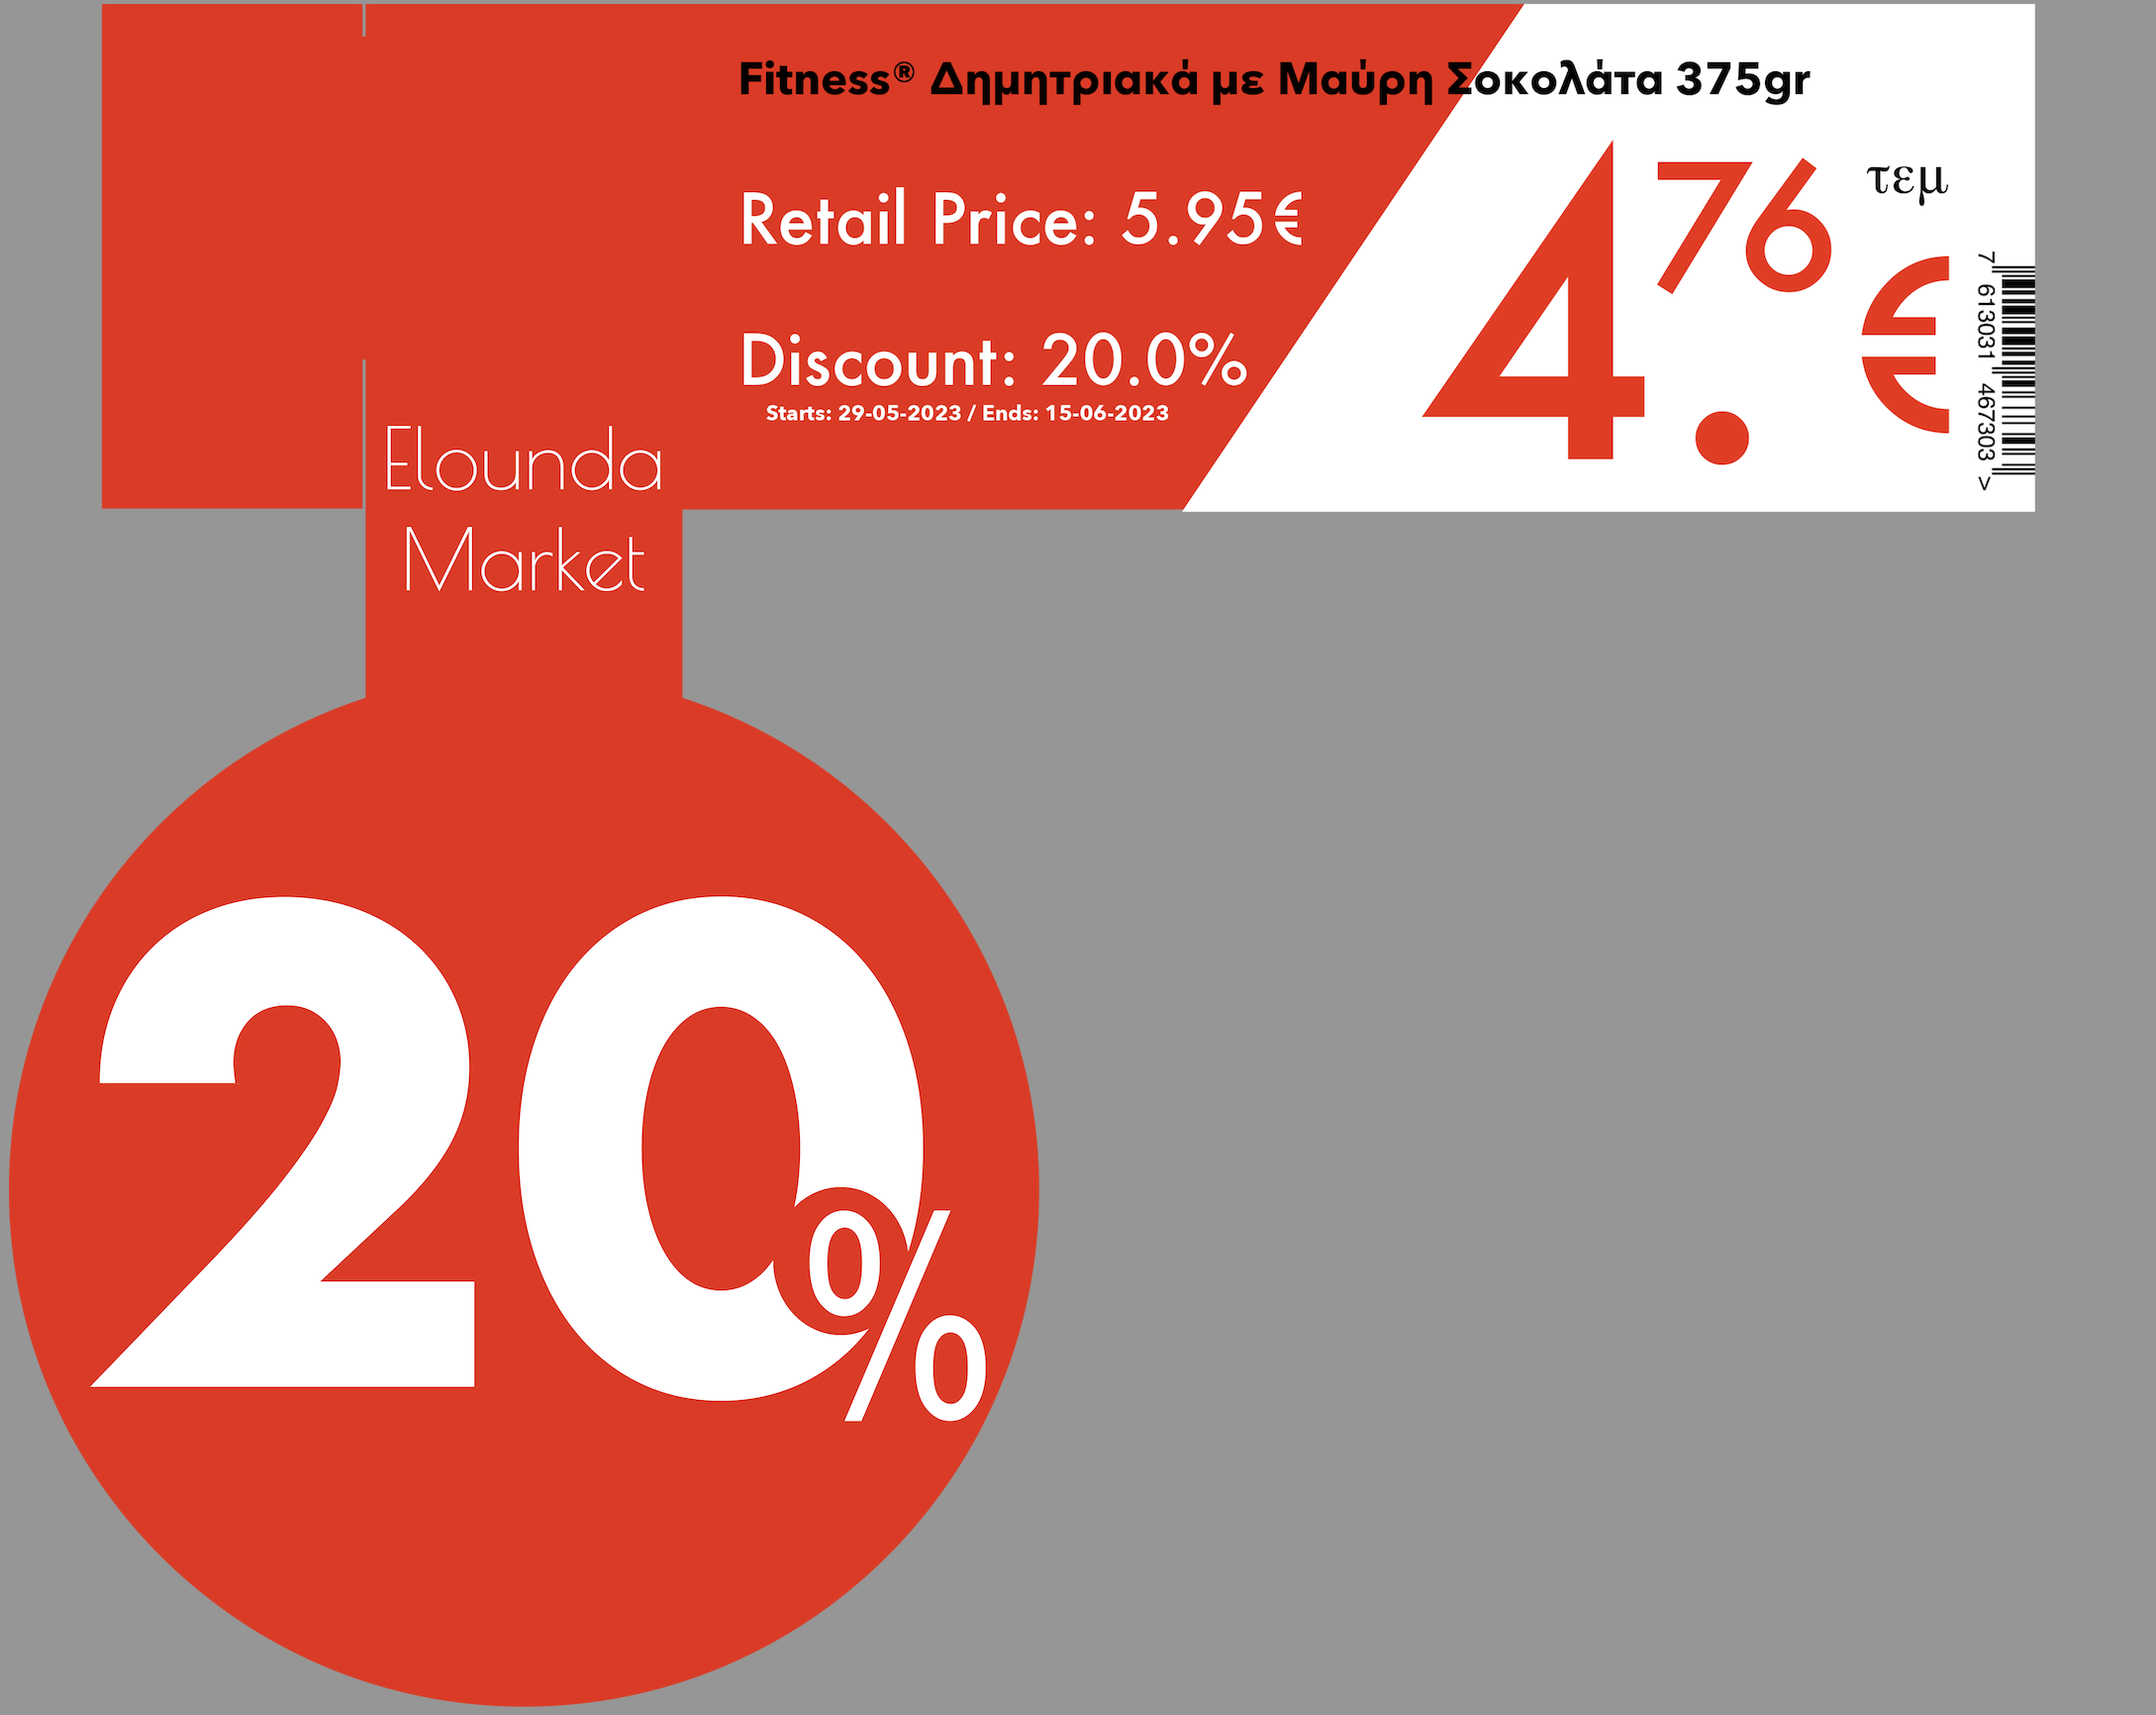 Fitness® Δημητριακά με Μαύρη Σοκολάτα 375gr
Retail Price: 5.95€
4.76 € τεμ
Discount: 20.0%
Starts: 29-05-2023 / Ends: 15-06-2023
7 613031 467303 >
Elounda
Market
20%